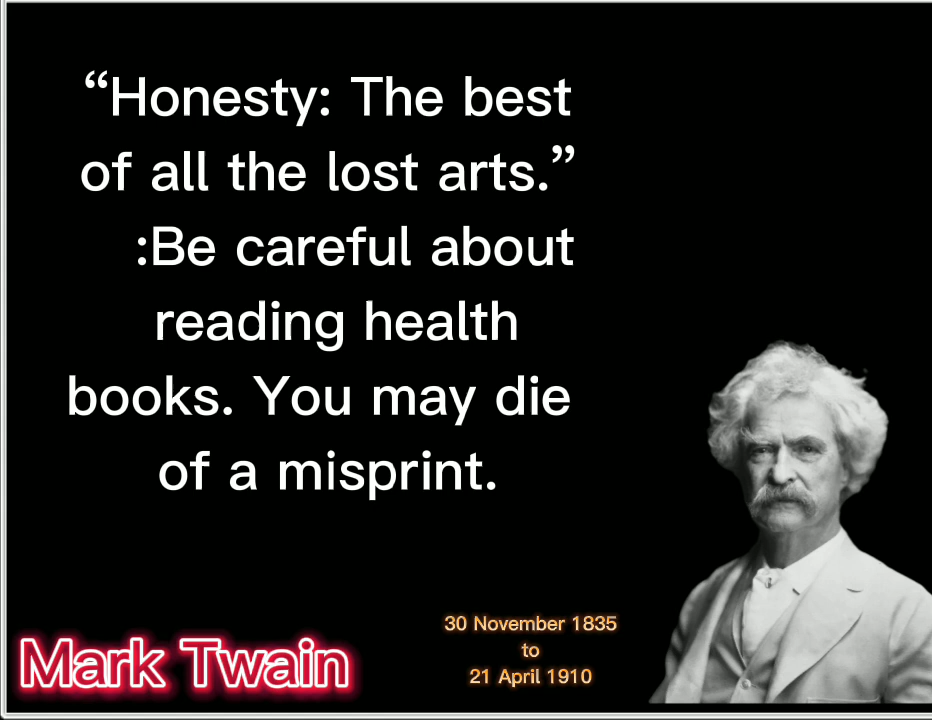 “Honesty: The best
of all the lost arts.”
:Be careful about
reading health
books. You may die
of a misprint.
Mark Twain
30 November 1835
to
21 April 1910